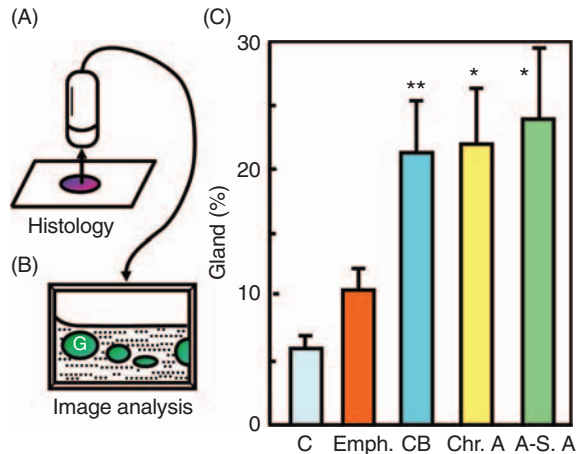 (A)
Histology
(B)
G
Image analysis
(C)
Gland (%)
30
20
10
0
** * *
C Emph. CB Chr. A A-S. A